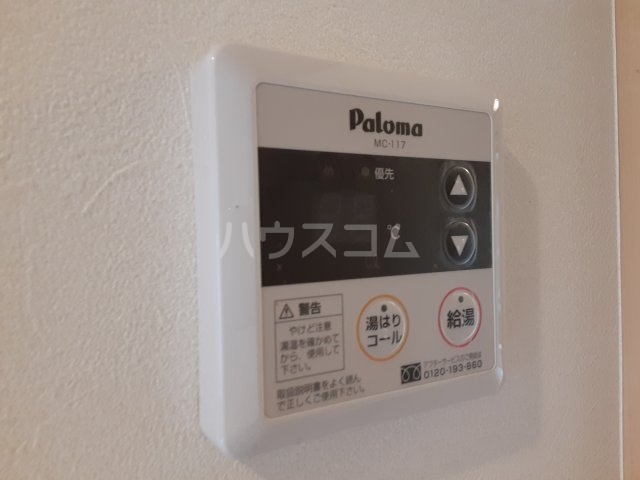 Paloma
MC-117
優先
℃
ハウスコム
警告
やけど注意
湯温を確かめて
から、使用して
下さい。
湯はり
コール
給湯
アフターサービスのご用命は
0120-193-860
取扱説明書をよく読ん
で正しくご使用下さい。